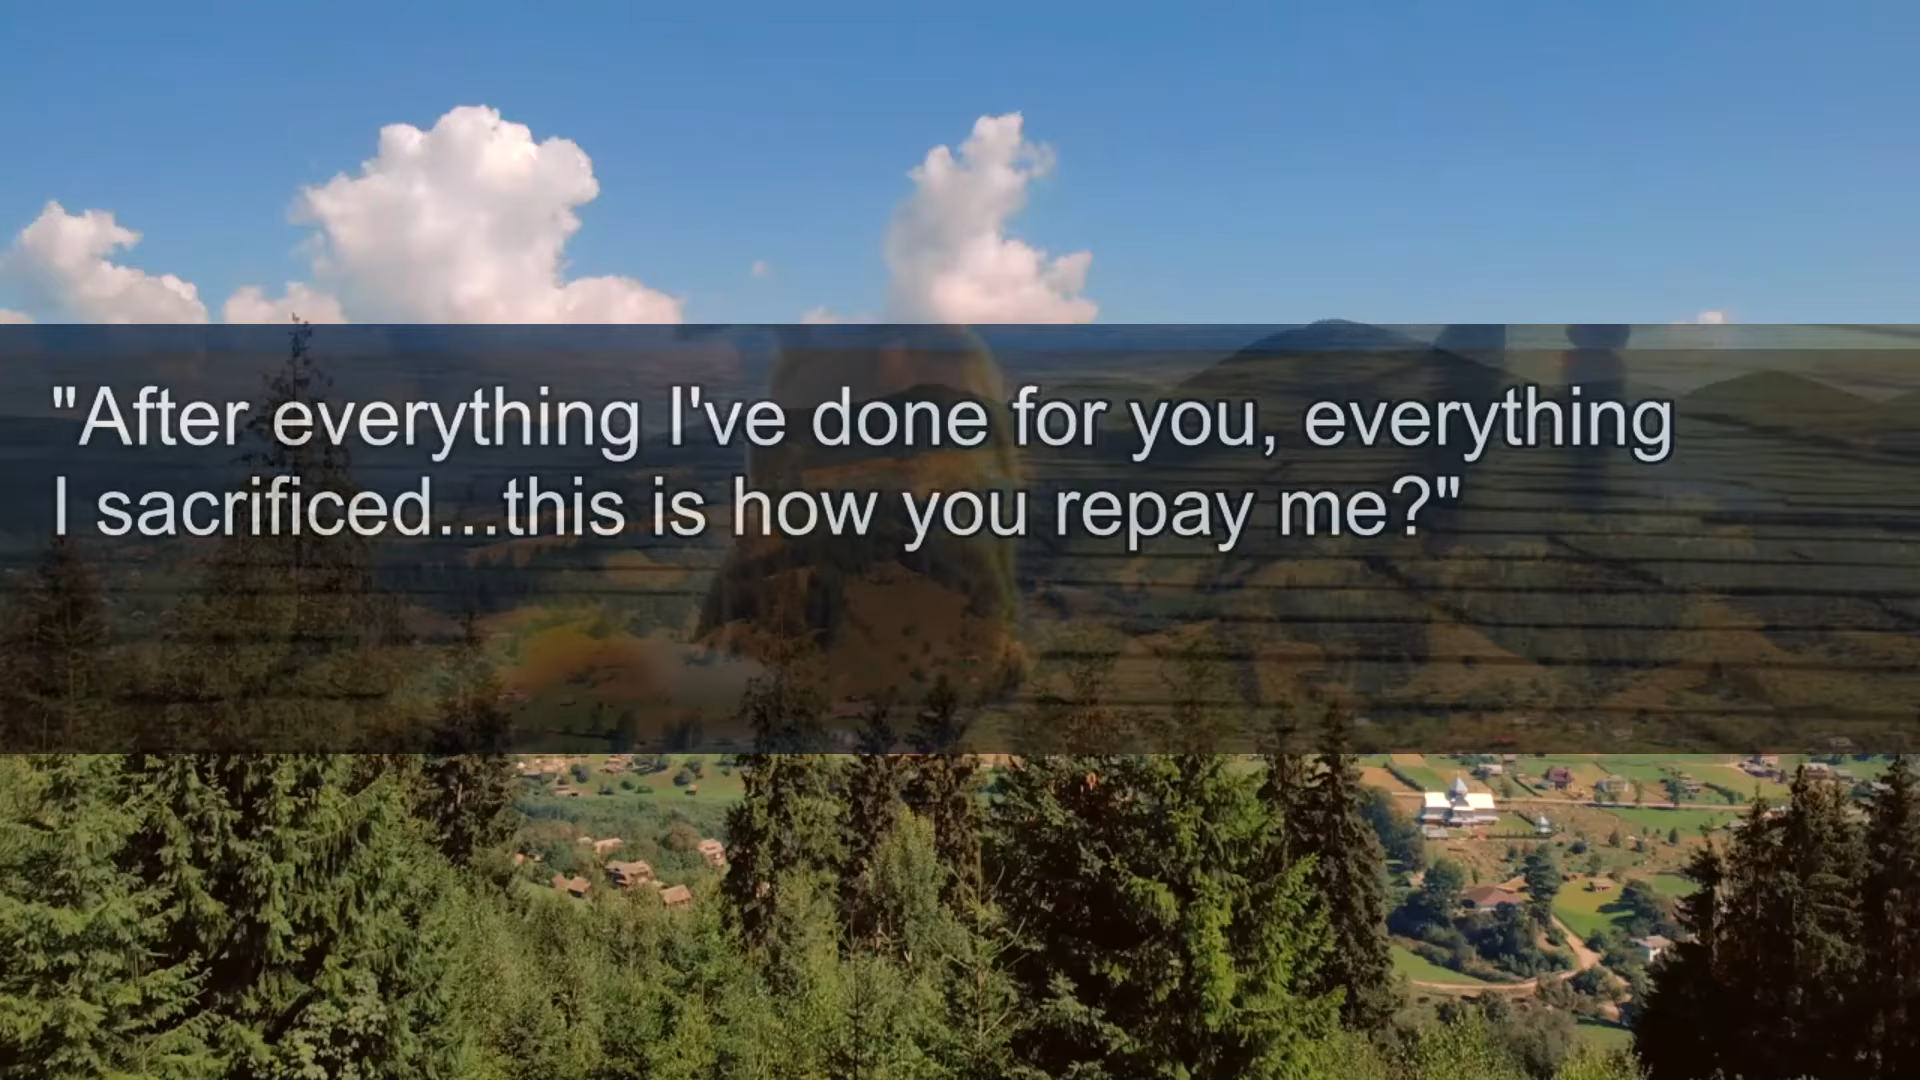 "After everything I've done for you, everything
I sacrificed...this is how you repay me?"